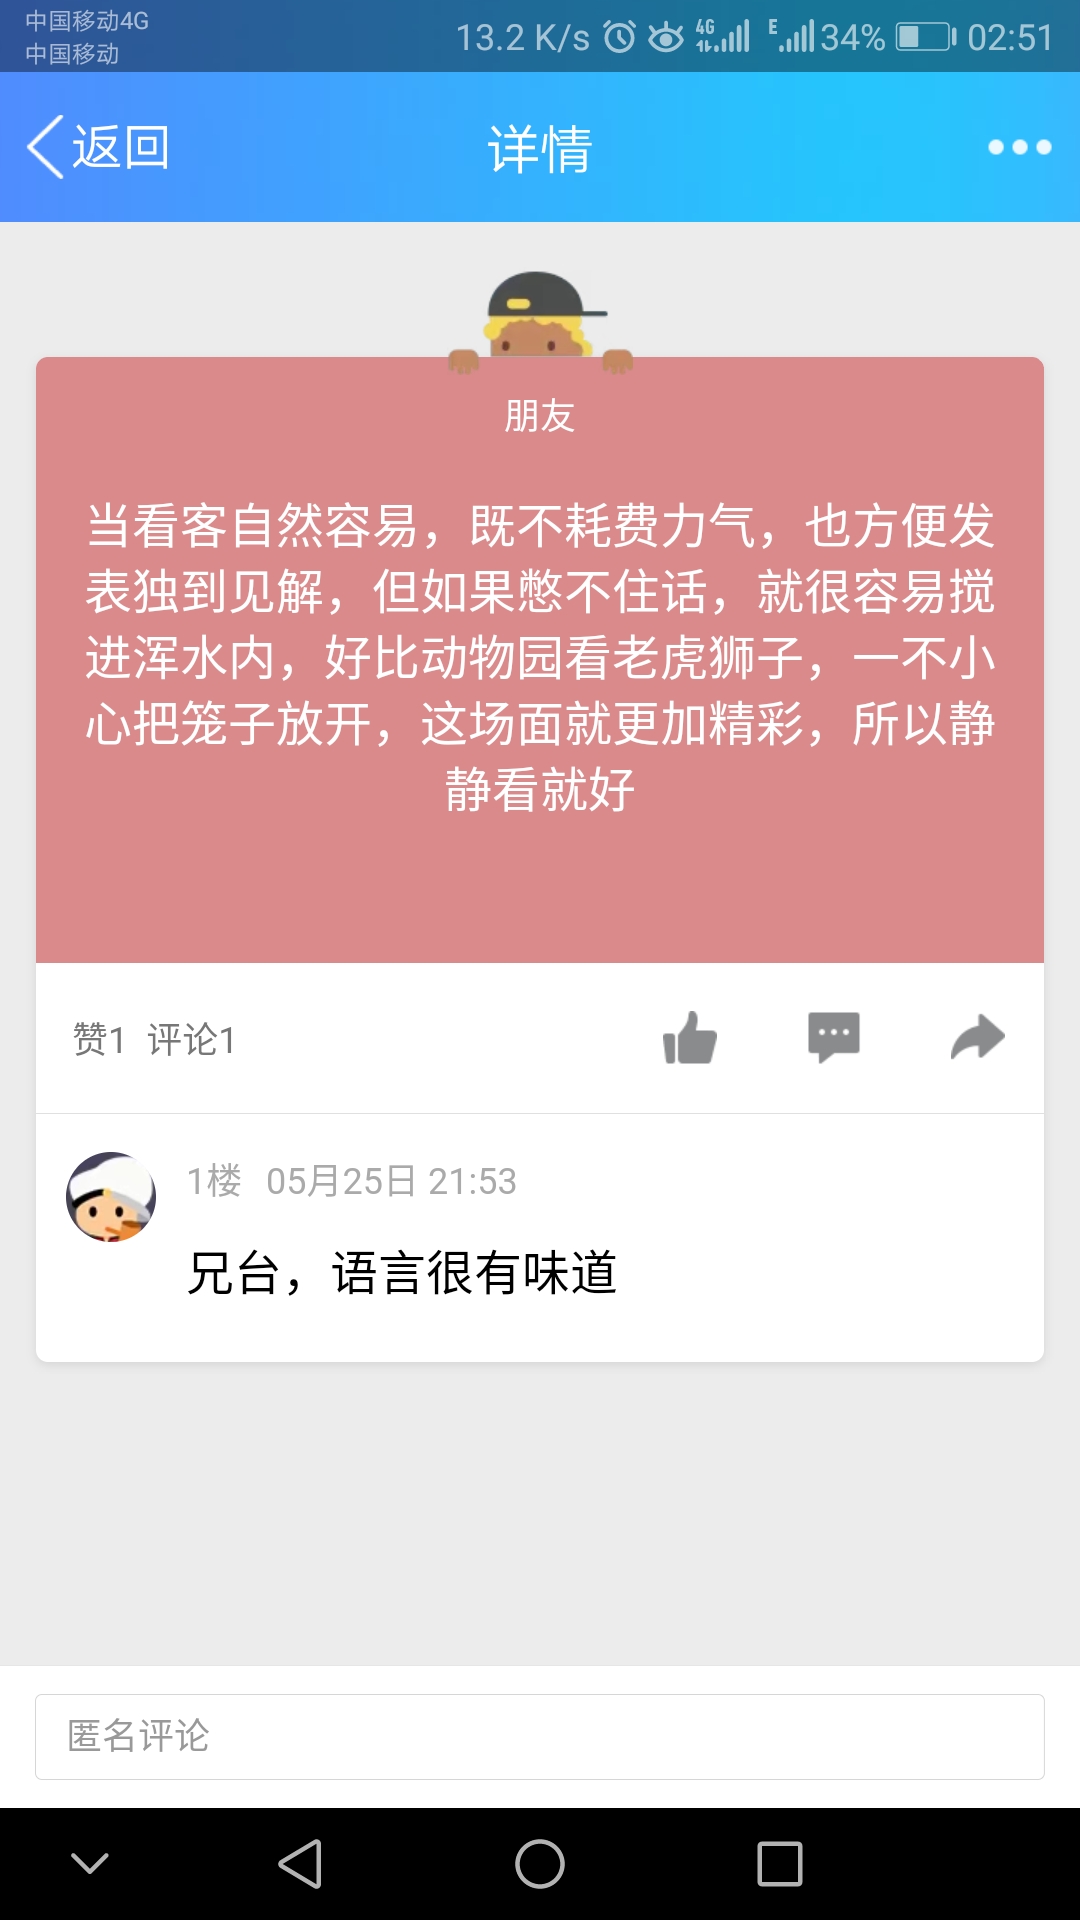 中国移动4G
中国移动
13.2 K/s 4G E 34% 02:51
返回 详情
朋友
当看客自然容易，既不耗费力气，也方便发
表独到见解，但如果憋不住话，就很容易搅
进浑水内，好比动物园看老虎狮子，一不小
心把笼子放开，这场面就更加精彩，所以静
静看就好
赞1 评论1
1楼 05月25日 21:53
兄台，语言很有味道
匿名评论